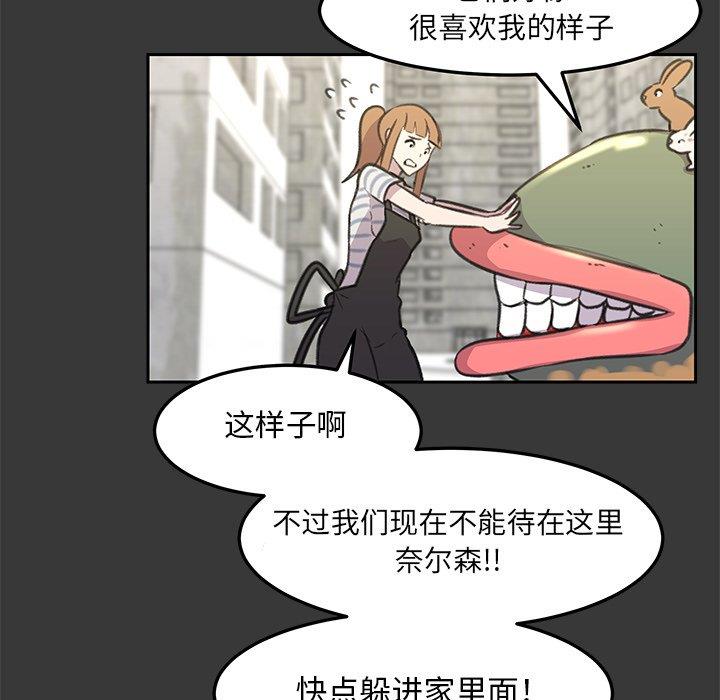 很喜欢我的样子
这样子啊
不过我们现在不能待在这里
奈尔森!!
快点躲进家里面!